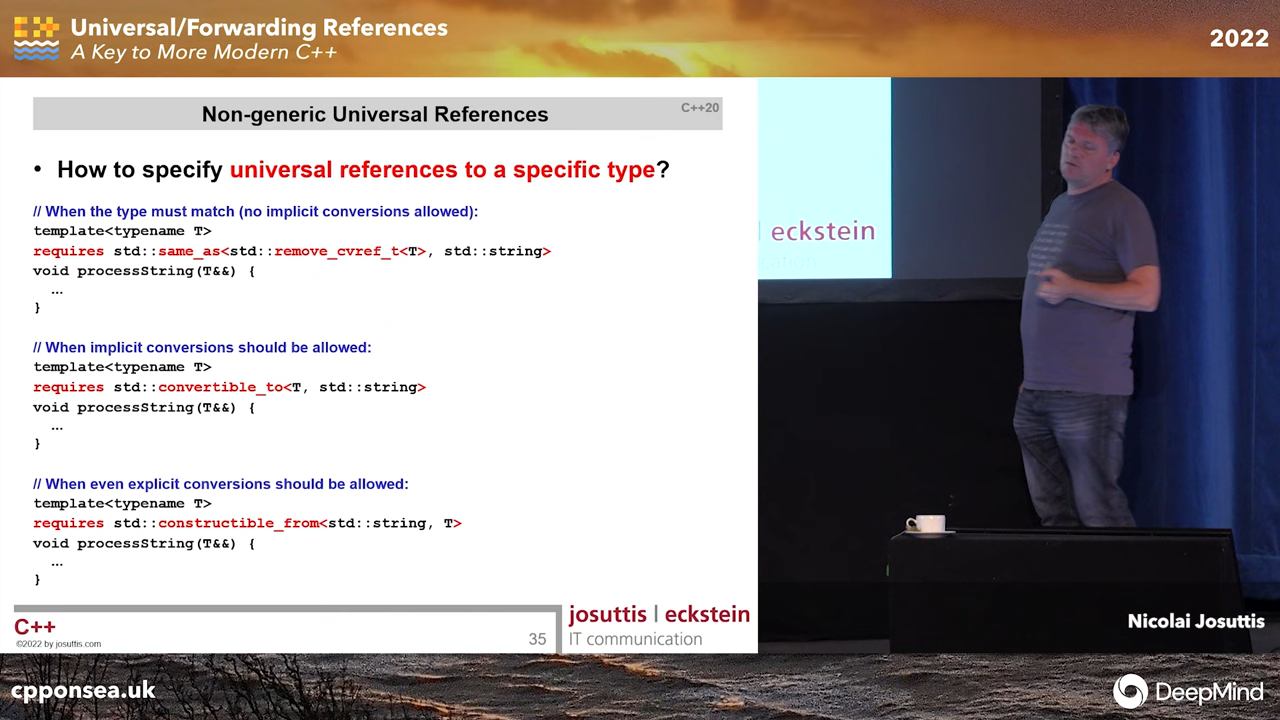 Universal/Forwarding References
A Key to More Modern C++
2022
Non-generic Universal References
C++20
• How to specify universal references to a specific type?
// When the type must match (no implicit conversions allowed):
template<typename T>
requires std::same_as<std::remove_cvref_t<T>, std::string>
void processString(T&&) {
...
}
// When implicit conversions should be allowed:
template<typename T>
requires std::convertible_to<T, std::string>
void processString(T&&) {
...
}
// When even explicit conversions should be allowed:
template<typename T>
requires std::constructible_from<std::string, T>
void processString(T&&) {
...
}
C++
©2022 by josuttis.com
35
josuttis | eckstein
IT communication
| eckstein
Nicolai Josuttis
cpponsea.uk
DeepMind